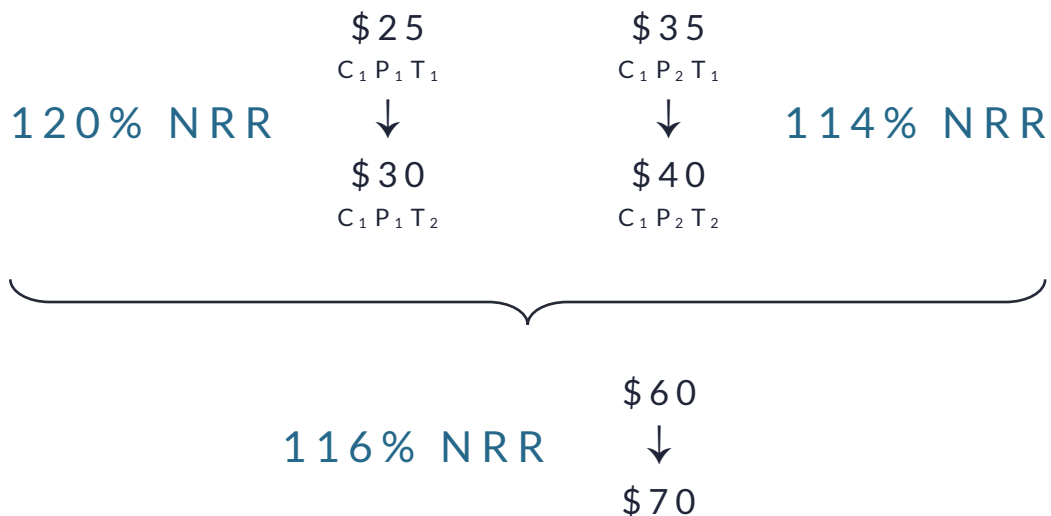 $25 $35
C₁P₁T₁ C₁P₂T₁
120% NRR ↓ ↓ 114% NRR
$30 $40
C₁P₁T₂ C₁P₂T₂
$60
116% NRR ↓
$70